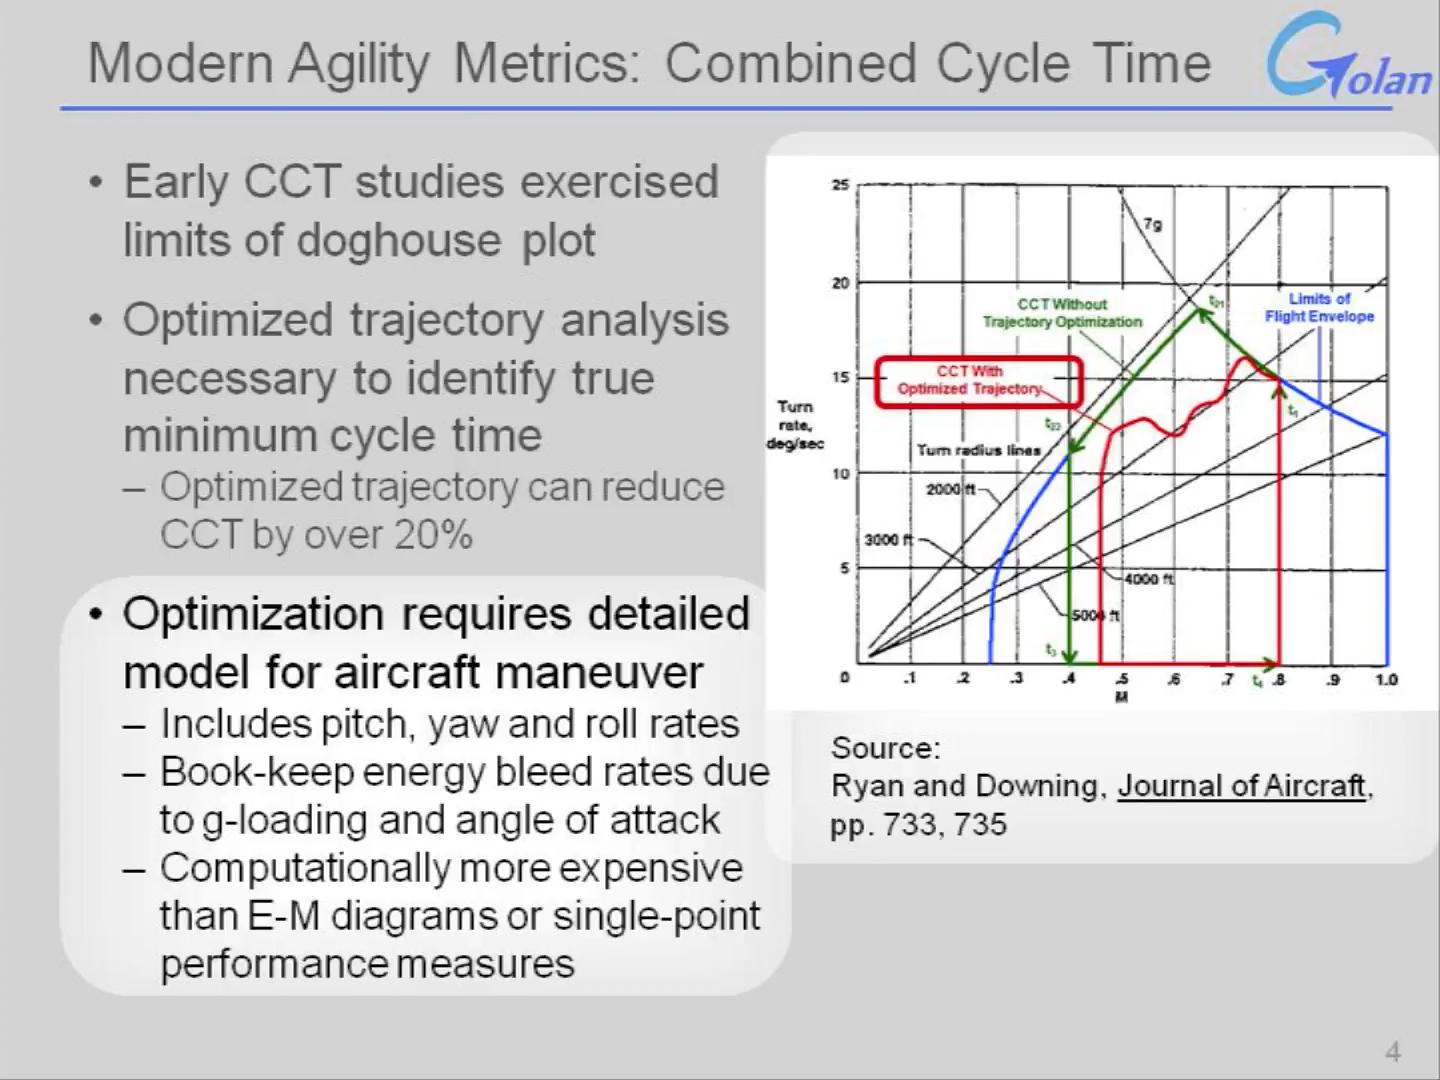 Modern Agility Metrics: Combined Cycle Time
Golan
• Early CCT studies exercised
limits of doghouse plot
• Optimized trajectory analysis
necessary to identify true
minimum cycle time
– Optimized trajectory can reduce
CCT by over 20%
• Optimization requires detailed
model for aircraft maneuver
– Includes pitch, yaw and roll rates
– Book-keep energy bleed rates due
to g-loading and angle of attack
– Computationally more expensive
than E-M diagrams or single-point
performance measures
25
20
15
10
5
0
Turn
rate,
deg/sec
7g
CCT Without
Trajectory Optimization
t21
Limits of
Flight Envelope
CCT With
Optimized Trajectory
t1
t22
Turn radius lines
2000 ft
3000 ft
4000 ft
5000 ft
t3
t4
0 .1 .2 .3 .4 .5 .6 .7 .8 .9 1.0
M
Source:
Ryan and Downing, Journal of Aircraft,
pp. 733, 735
4